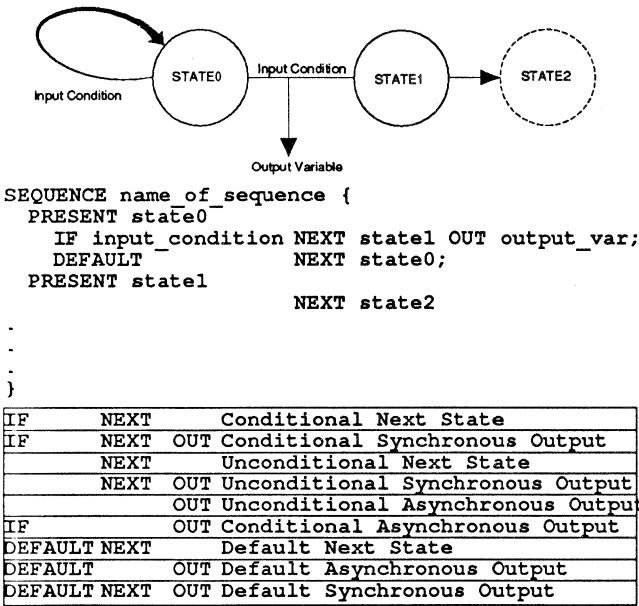 STATE0
Input Condition
STATE1
STATE2
Input Condition
Output Variable
SEQUENCE name_of_sequence {
PRESENT state0
IF input_condition NEXT state1 OUT output_var;
DEFAULT NEXT state0;
PRESENT state1
NEXT state2
.
.
.
}
IF NEXT Conditional Next State
IF NEXT OUT Conditional Synchronous Output
NEXT Unconditional Next State
NEXT OUT Unconditional Synchronous Output
OUT Unconditional Asynchronous Output
IF OUT Conditional Asynchronous Output
DEFAULT NEXT Default Next State
DEFAULT OUT Default Asynchronous Output
DEFAULT NEXT OUT Default Synchronous Output